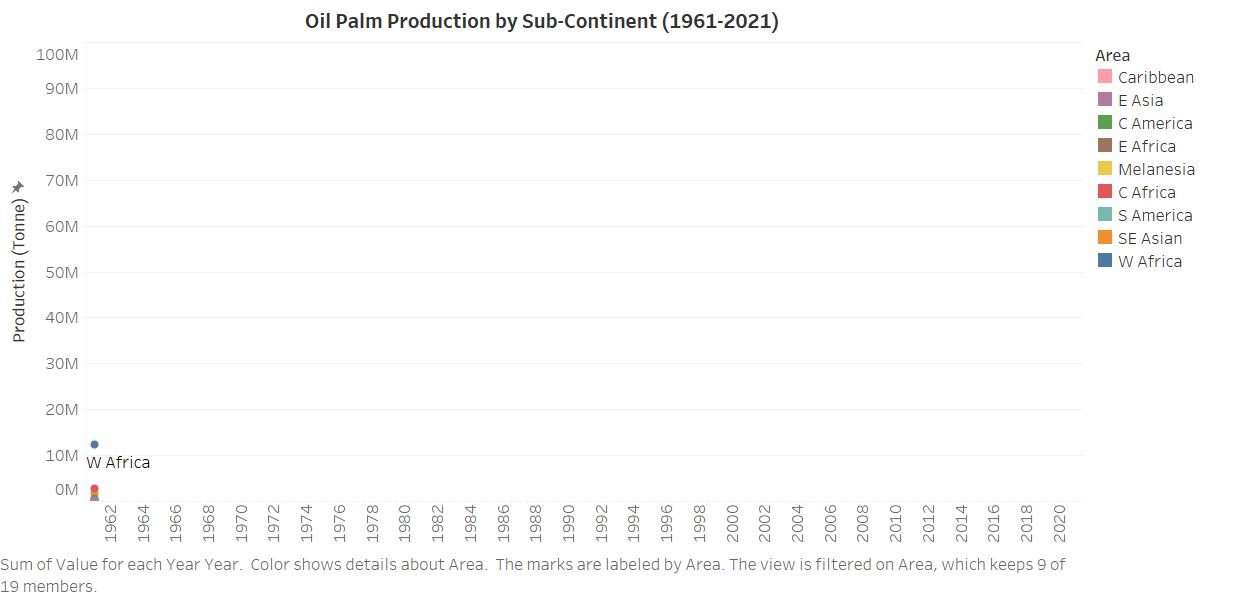 Oil Palm Production by Sub-Continent (1961-2021)
Production (Tonne)
100M
90M
80M
70M
60M
50M
40M
30M
20M
10M
0M
W Africa
1962 1964 1966 1968 1970 1972 1974 1976 1978 1980 1982 1984 1986 1988 1990 1992 1994 1996 1998 2000 2002 2004 2006 2008 2010 2012 2014 2016 2018 2020
Area
Caribbean
E Asia
C America
E Africa
Melanesia
C Africa
S America
SE Asian
W Africa
Sum of Value for each Year Year. Color shows details about Area. The marks are labeled by Area. The view is filtered on Area, which keeps 9 of
19 members.